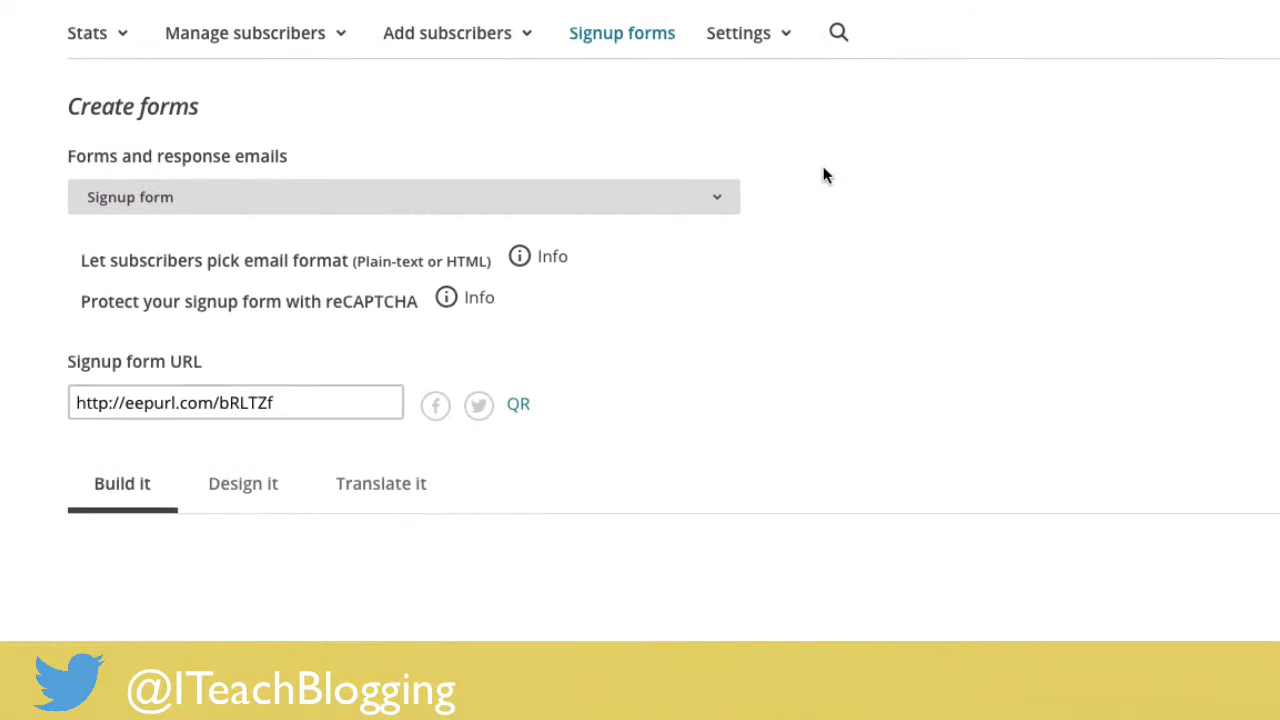 Stats Manage subscribers Add subscribers Signup forms Settings
Create forms
Forms and response emails
Signup form
Let subscribers pick email format (Plain-text or HTML) Info
Protect your signup form with reCAPTCHA Info
Signup form URL
http://eepurl.com/bRLTZf QR
Build it Design it Translate it
@ITeachBlogging